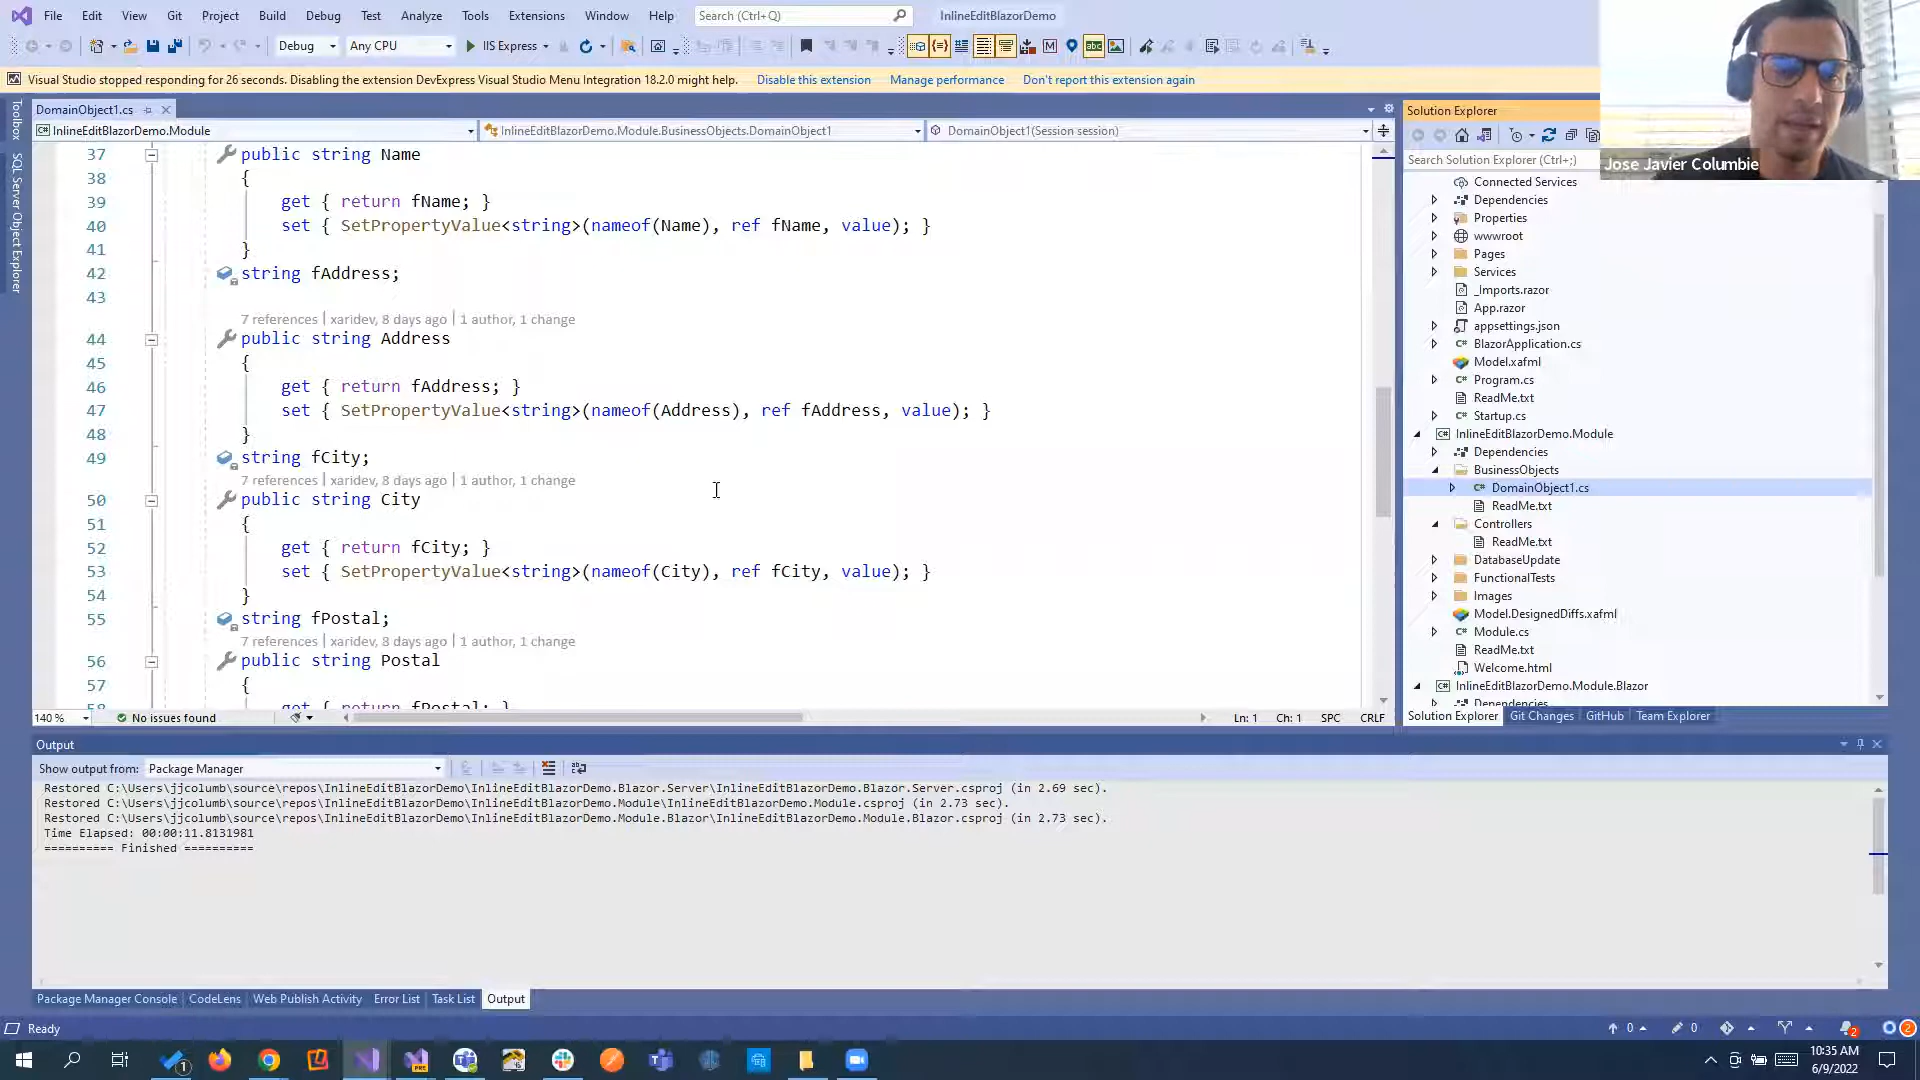 File Edit View Git Project Build Debug Test Analyze Tools Extensions Window Help Search (Ctrl+Q) InlineEditBlazorDemo
Debug Any CPU IIS Express
Visual Studio stopped responding for 26 seconds. Disabling the extension DevExpress Visual Studio Menu Integration 18.2.0 might help. Disable this extension Manage performance Don't report this extension again
Toolbox
SQL Server Object Explorer
DomainObject1.cs
InlineEditBlazorDemo.Module InlineEditBlazorDemo.Module.BusinessObjects.DomainObject1 DomainObject1(Session session)
37 public string Name
38 {
39 get { return fName; }
40 set { SetPropertyValue<string>(nameof(Name), ref fName, value); }
41 }
42 string fAddress;
43
7 references | xaridev, 8 days ago | 1 author, 1 change
44 public string Address
45 {
46 get { return fAddress; }
47 set { SetPropertyValue<string>(nameof(Address), ref fAddress, value); }
48 }
49 string fCity;
7 references | xaridev, 8 days ago | 1 author, 1 change
50 public string City
51 {
52 get { return fCity; }
53 set { SetPropertyValue<string>(nameof(City), ref fCity, value); }
54 }
55 string fPostal;
7 references | xaridev, 8 days ago | 1 author, 1 change
56 public string Postal
57 {
58 get { return fPostal; }
140 % No issues found Ln: 1 Ch: 1 SPC CRLF
Solution Explorer
Search Solution Explorer (Ctrl+;)
Jose Javier Columbie
Connected Services
Dependencies
Properties
wwwroot
Pages
Services
_Imports.razor
App.razor
appsettings.json
BlazorApplication.cs
Model.xafml
Program.cs
ReadMe.txt
Startup.cs
InlineEditBlazorDemo.Module
Dependencies
BusinessObjects
DomainObject1.cs
ReadMe.txt
Controllers
ReadMe.txt
DatabaseUpdate
FunctionalTests
Images
Model.DesignedDiffs.xafml
Module.cs
ReadMe.txt
Welcome.html
InlineEditBlazorDemo.Module.Blazor
Dependencies
Solution Explorer Git Changes GitHub Team Explorer
Output
Show output from: Package Manager
Restored C:\Users\jjcolumb\source\repos\InlineEditBlazorDemo\InlineEditBlazorDemo.Blazor.Server\InlineEditBlazorDemo.Blazor.Server.csproj (in 2.69 sec).
Restored C:\Users\jjcolumb\source\repos\InlineEditBlazorDemo\InlineEditBlazorDemo.Module\InlineEditBlazorDemo.Module.csproj (in 2.73 sec).
Restored C:\Users\jjcolumb\source\repos\InlineEditBlazorDemo\InlineEditBlazorDemo.Module.Blazor\InlineEditBlazorDemo.Module.Blazor.csproj (in 2.73 sec).
Time Elapsed: 00:00:11.8131981
========== Finished ==========
Package Manager Console CodeLens Web Publish Activity Error List Task List Output
Ready 0 0 2 2
1 PRE 10:35 AM
6/9/2022